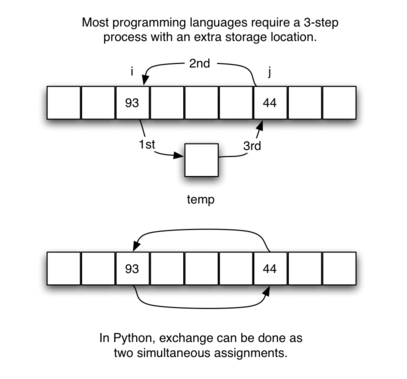 Most programming languages require a 3-step
process with an extra storage location.
2nd
i
j
93
44
1st
3rd
temp
93
44
In Python, exchange can be done as
two simultaneous assignments.